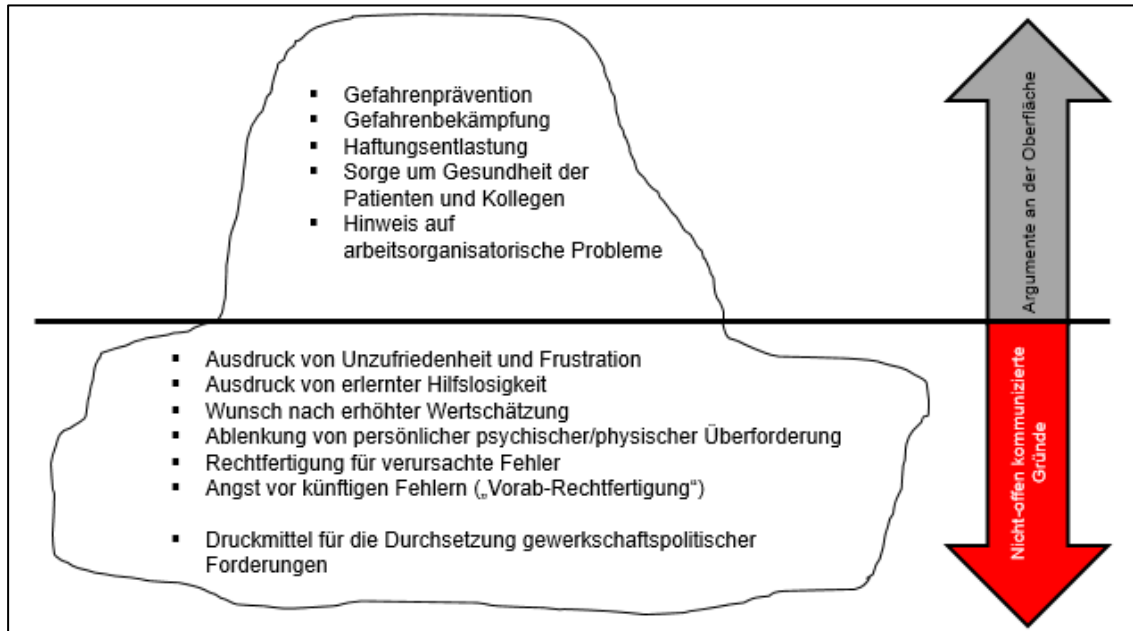 ▪ Gefahrenprävention
▪ Gefahrenbekämpfung
▪ Haftungsentlastung
▪ Sorge um Gesundheit der
Patienten und Kollegen
▪ Hinweis auf
arbeitsorganisatorische Probleme
Argumente an der Oberfläche
▪ Ausdruck von Unzufriedenheit und Frustration
▪ Ausdruck von erlernter Hilfslosigkeit
▪ Wunsch nach erhöhter Wertschätzung
▪ Ablenkung von persönlicher psychischer/physischer Überforderung
▪ Rechtfertigung für verursachte Fehler
▪ Angst vor künftigen Fehlern („Vorab-Rechtfertigung“)
▪ Druckmittel für die Durchsetzung gewerkschaftspolitischer
Forderungen
Nicht-offen kommunizierte
Gründe